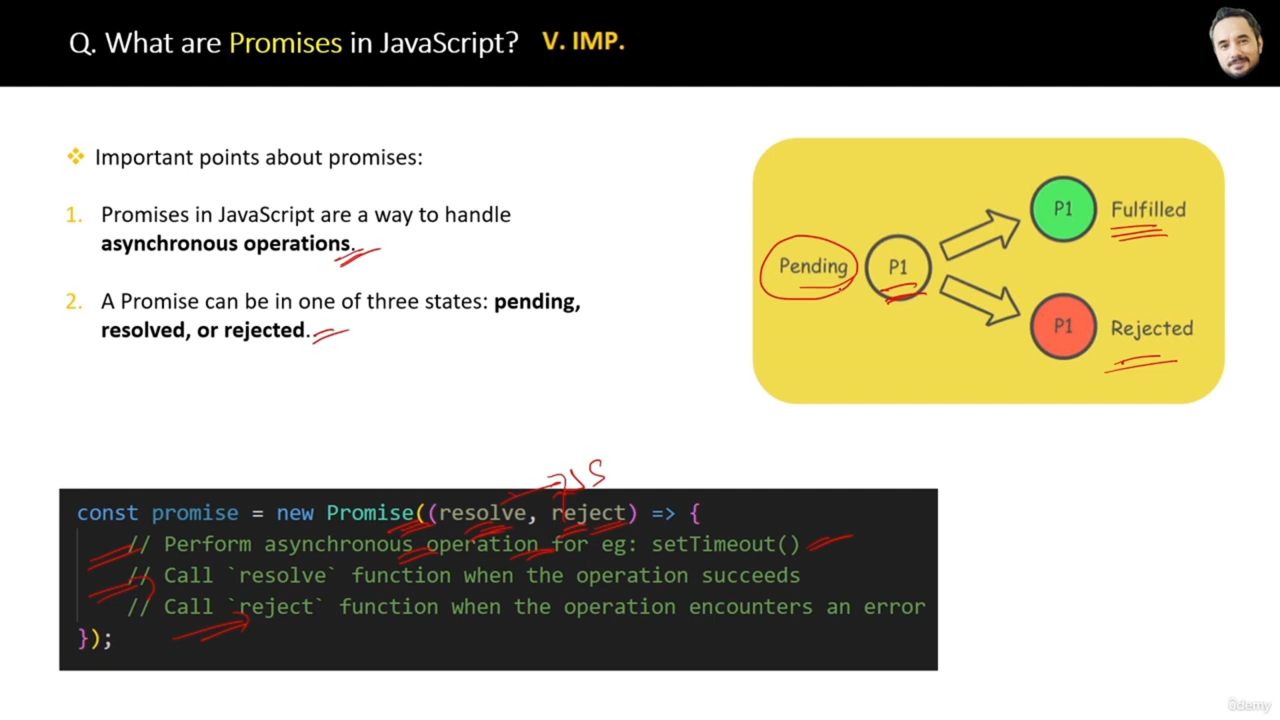 Q. What are Promises in JavaScript? V. IMP.
❖ Important points about promises:
1. Promises in JavaScript are a way to handle
asynchronous operations.
2. A Promise can be in one of three states: pending,
resolved, or rejected.
Pending
P1
P1
Fulfilled
P1
Rejected
JS
const promise = new Promise((resolve, reject) => {
// Perform asynchronous operation for eg: setTimeout()
// Call `resolve` function when the operation succeeds
// Call `reject` function when the operation encounters an error
});
ûdemy